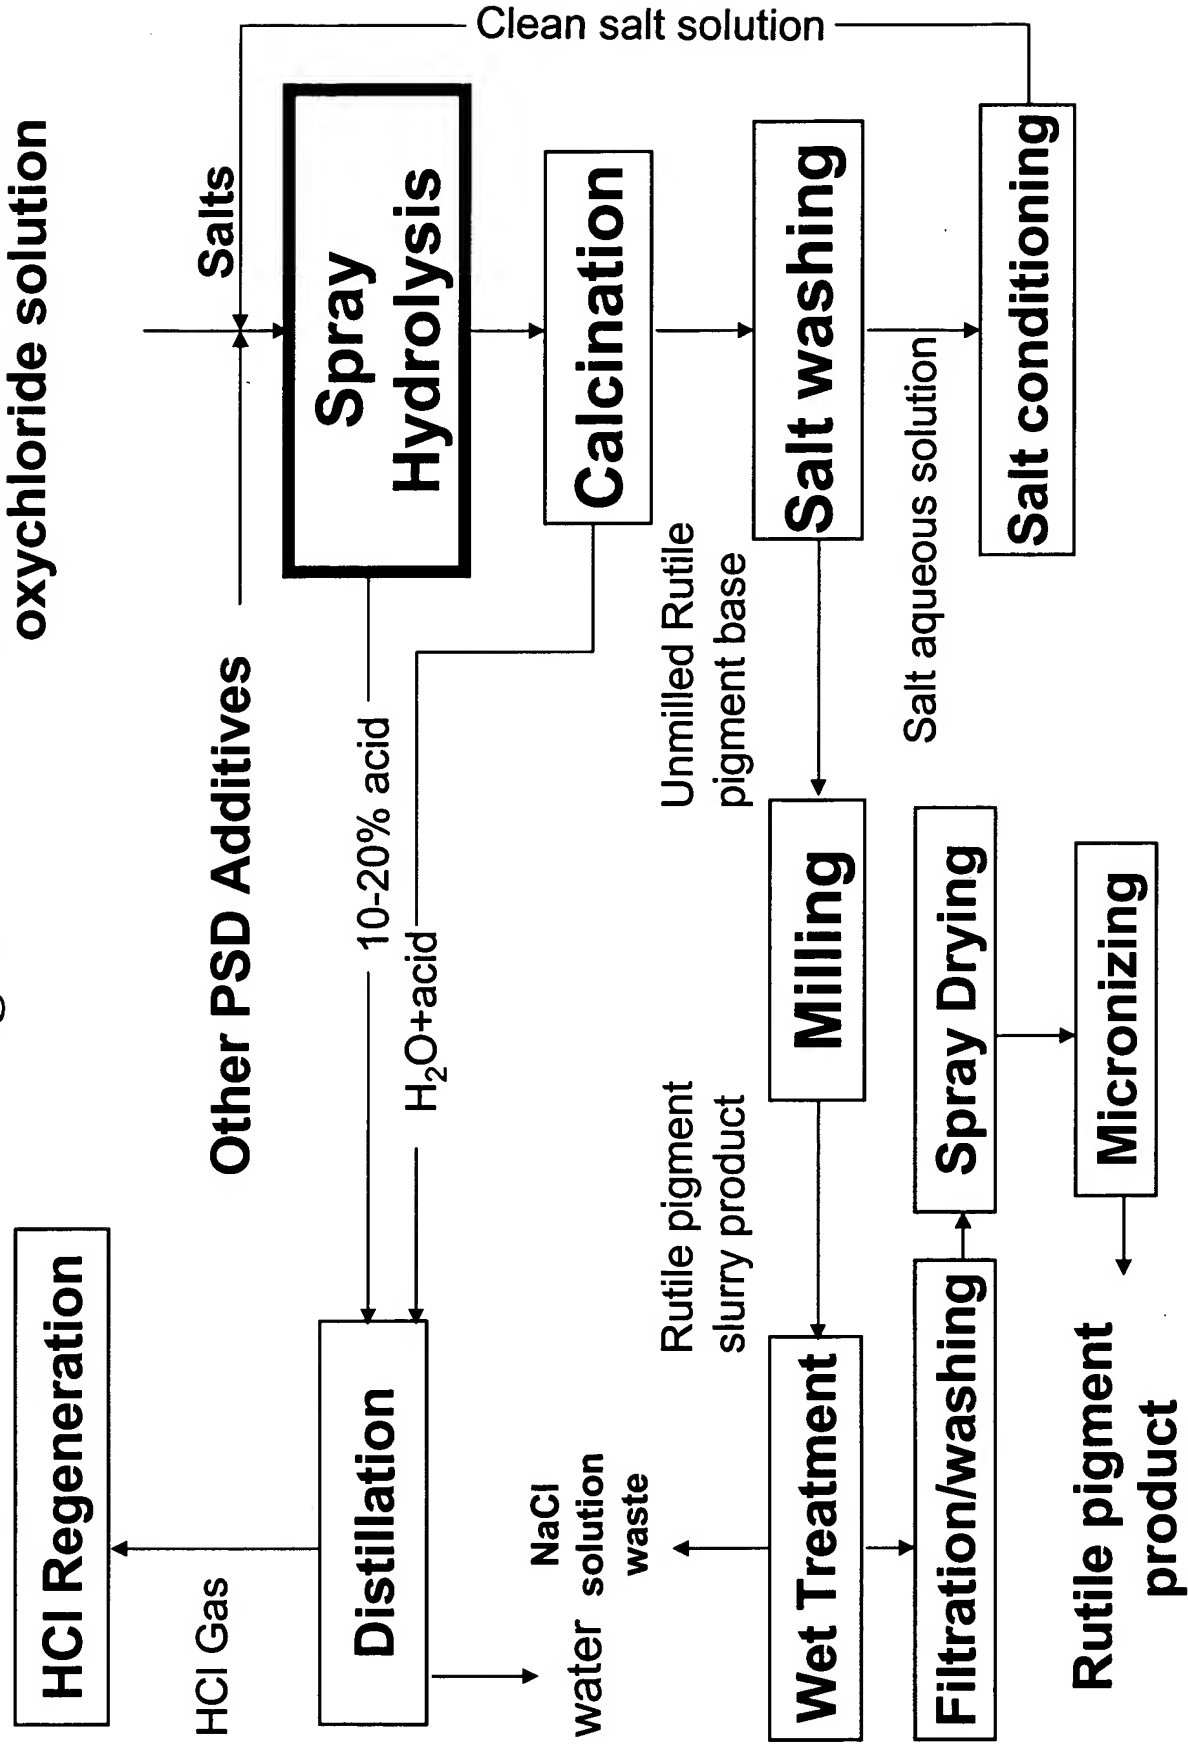 oxychloride solution
Other PSD Additives
Salts
Clean salt solution
HCl Regeneration
HCl Gas
Spray
Hydrolysis
10-20% acid
H₂O+acid
Distillation
Calcination
water
NaCl
solution
waste
Unmilled Rutile
pigment base
Rutile pigment
slurry product
Wet Treatment
Milling
Salt washing
Salt aqueous solution
Filtration/washing
Spray Drying
Salt conditioning
Micronizing
Rutile pigment
product